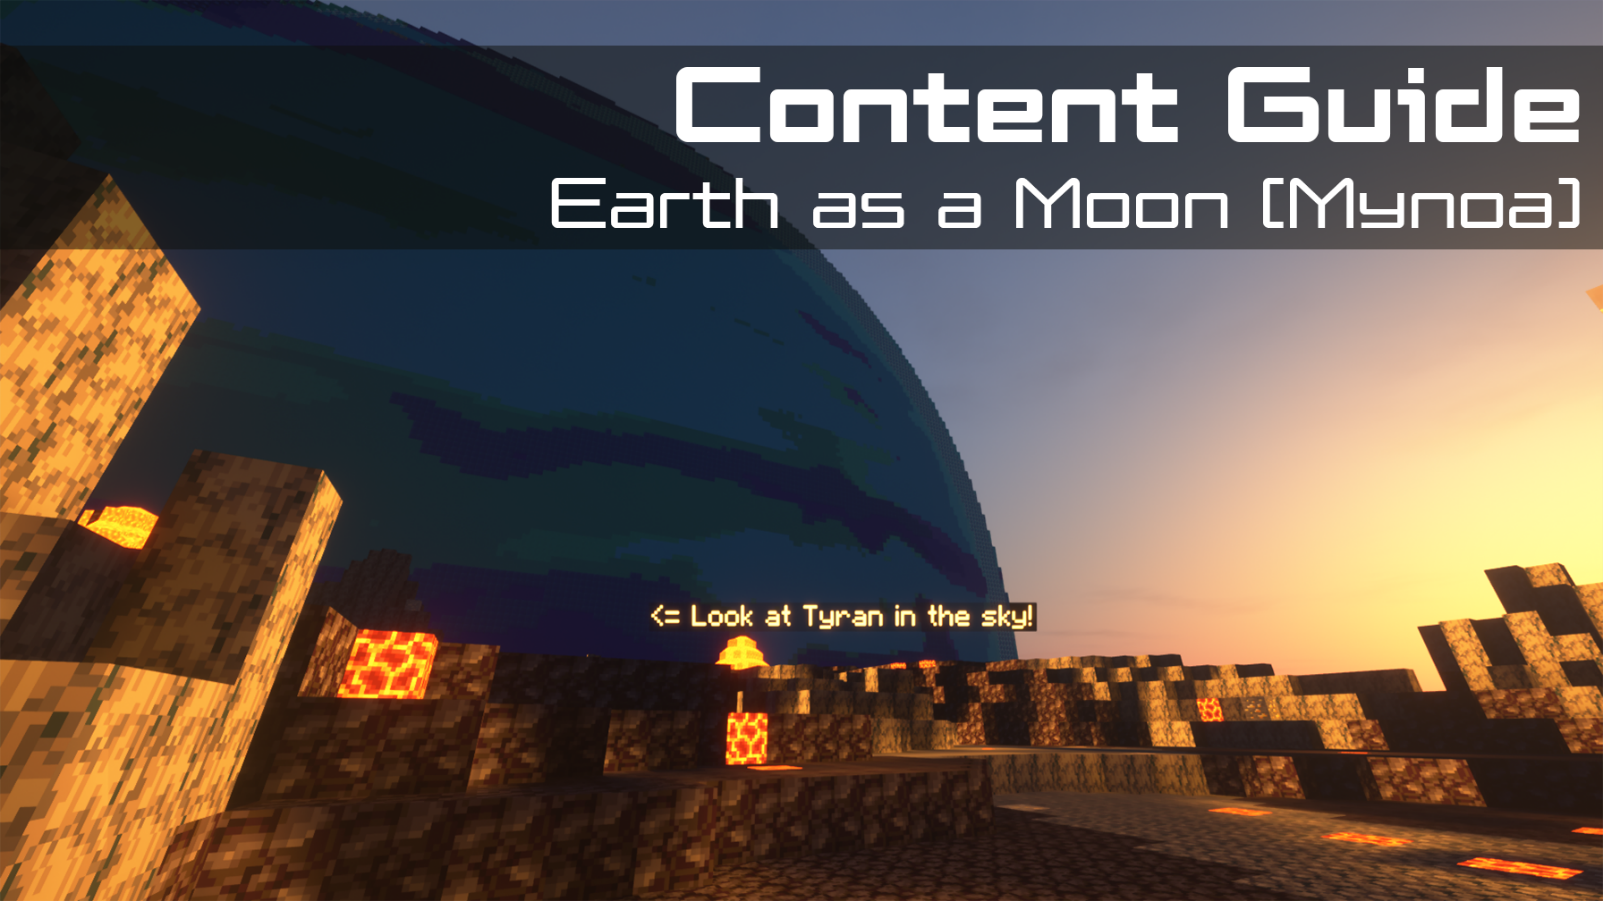 Content Guide
Earth as a Moon [Mynoa]
<= Look at Tyran in the sky!